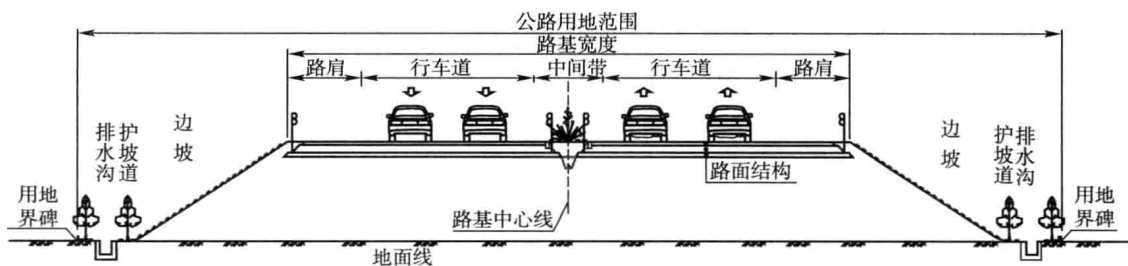 公路用地范围
路基宽度
路肩 行车道 中间带 行车道 路肩
边坡
排水沟
护坡道
边坡
护坡道
排水沟
路面结构
用地界碑
用地界碑
路基中心线
地面线